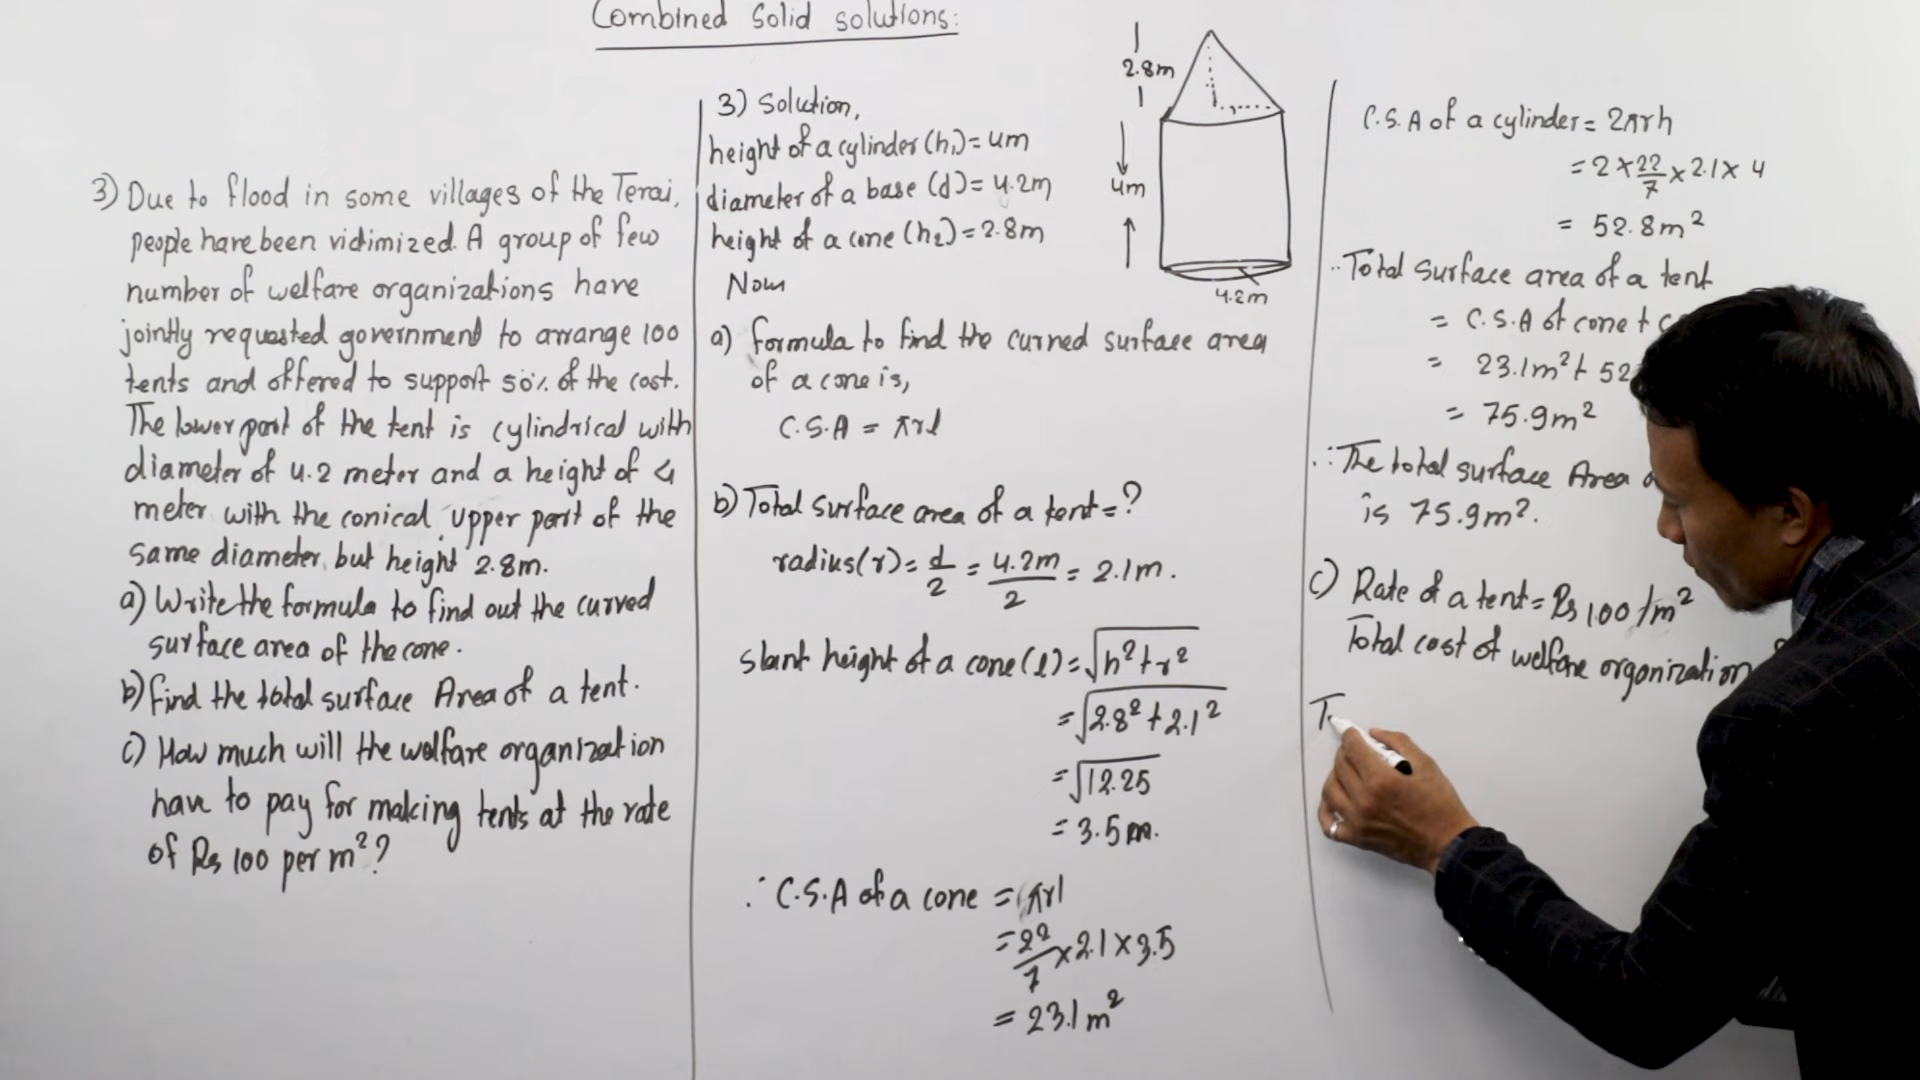 Combined Solid solutions:
3) Due to flood in some villages of the Terai,
people have been vidimized. A group of few
number of welfare organizations have
jointly requested government to arrange 100
tents and offered to support 50% of the cost.
The lower part of the tent is cylindrical with
diameter of 4.2 meter and a height of 4
meter with the conical upper part of the
same diameter but height 2.8m.
a) Write the formula to find out the curved
surface area of the cone.
b) Find the total surface Area of a tent.
c) How much will the welfare organization
have to pay for making tents at the rate
of Rs 100 per m²?
3) Solution,
height of a cylinder (h₁) = 4m
diameter of a base (d) = 4.2m
height of a cone (h₂) = 2.8m
Now
a) formula to find the curved surface area
of a cone is,
C.S.A = πrl
b) Total surface area of a tent = ?
radius (r) = d/2 = 4.2m/2 = 2.1m.
slant height of a cone (l) = √h²+r²
= √2.8²+2.1²
= √12.25
= 3.5m.
∴ C.S.A of a cone = πrl
= 22/7 × 2.1 × 3.5
= 23.1 m²
2.8m
4m
4.2m
C.S.A of a cylinder = 2πrh
= 2 × 22/7 × 2.1 × 4
= 52.8m²
∴ Total surface area of a tent
= C.S.A of cone + C
= 23.1m² + 52
= 75.9m²
∴ The total surface Area
is 75.9m².
c) Rate of a tent = Rs 100/m²
Total cost of welfare organization
T